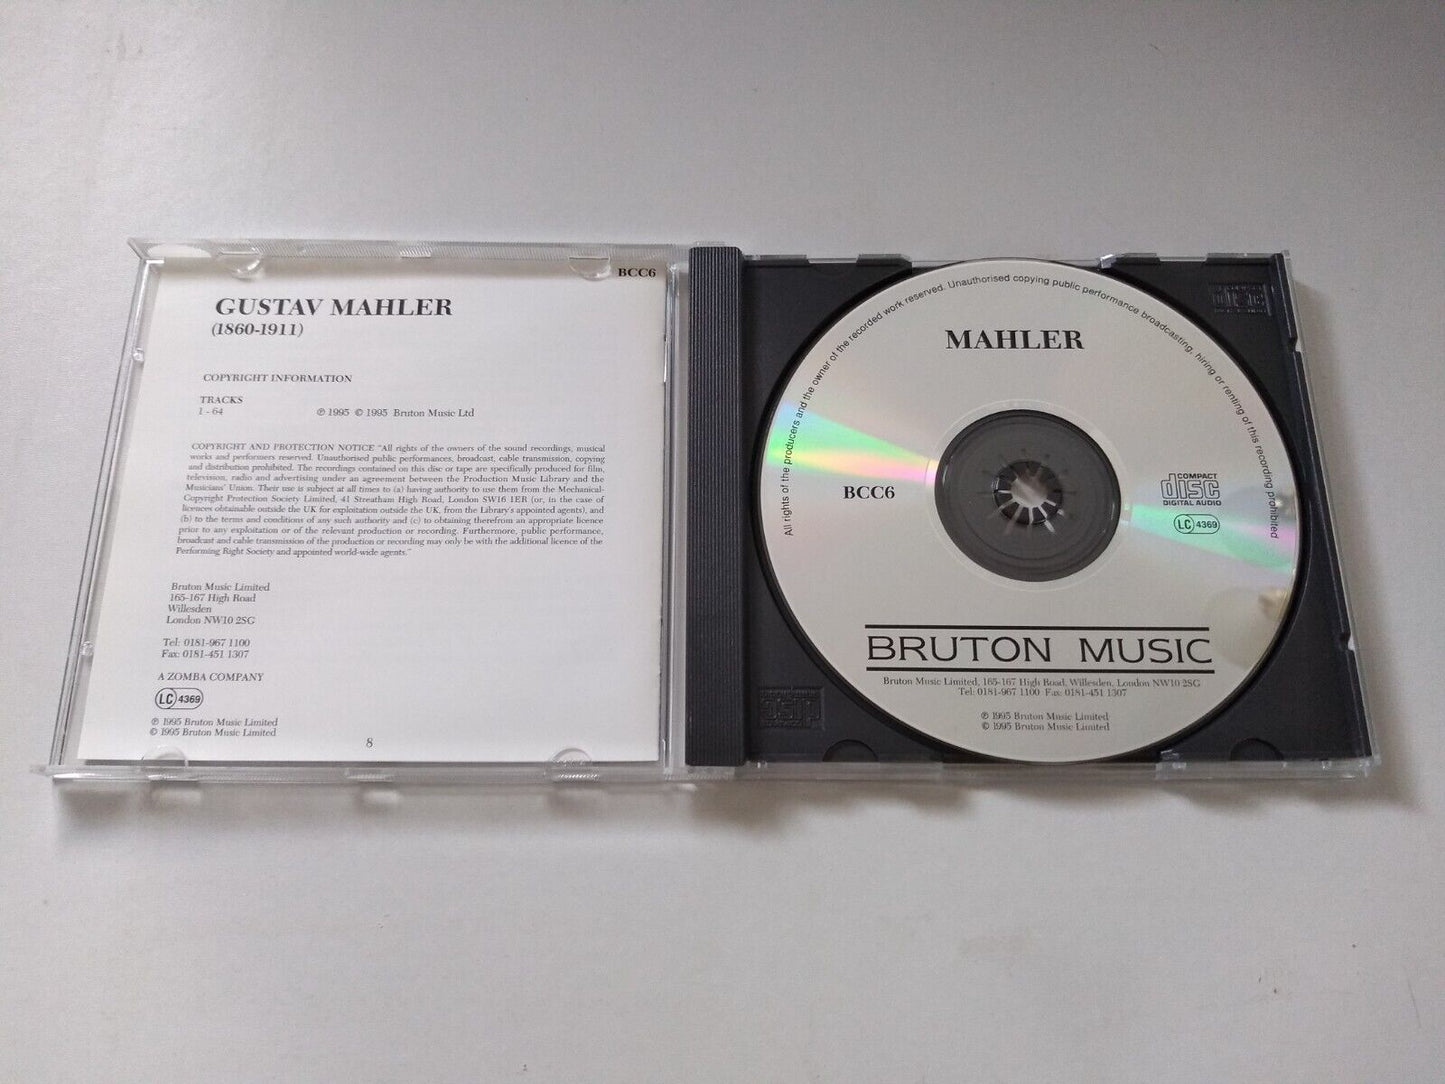 BCC6
GUSTAV MAHLER
(1860-1911)
COPYRIGHT INFORMATION
TRACKS
1 - 64 ℗ 1995 © 1995 Bruton Music Ltd
COPYRIGHT AND PROTECTION NOTICE "All rights of the owners of the sound recordings, musical
works and performers reserved. Unauthorised public performances, broadcast, cable transmission, copying
and distribution prohibited. The recordings contained on this disc or tape are specifically produced for film,
television, radio and advertising under an agreement between the Production Music Library and the
Musicians' Union. Their use is subject at all times to (a) having authority to use them from the Mechanical-
Copyright Protection Society Limited, 41 Streatham High Road, London SW16 1ER (or, in the case of
licences obtainable outside the UK for exploitation outside the UK, from the Library's appointed agents), and
(b) to the terms and conditions of any such authority and (c) to obtaining therefrom an appropriate licence
prior to any exploitation or of the relevant production or recording. Furthermore, public performance,
broadcast and cable transmission of the production or recording may only be with the additional licence of the
Performing Right Society and appointed world-wide agents."
Bruton Music Limited
165-167 High Road
Willesden
London NW10 2SG
Tel: 0181-967 1100
Fax: 0181-451 1307
A ZOMBA COMPANY
LC 4369
℗ 1995 Bruton Music Limited
© 1995 Bruton Music Limited
8
All rights of the producers and the owner of the recorded work reserved. Unauthorised copying public performance broadcasting, hiring or renting of this recording prohibited
MAHLER
BCC6
COMPACT
disc
DIGITAL AUDIO
LC 4369
BRUTON MUSIC
Bruton Music Limited, 165-167 High Road, Willesden, London NW10 2SG
Tel: 0181-967 1100 Fax: 0181-451 1307
℗ 1995 Bruton Music Limited
© 1995 Bruton Music Limited
disc
disc